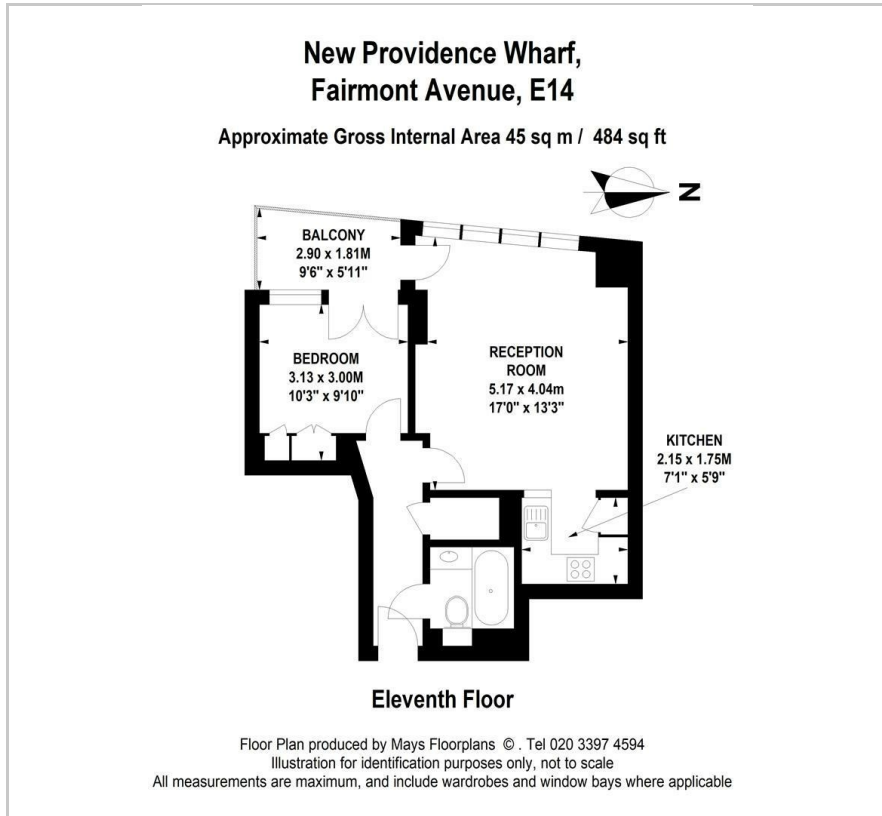 New Providence Wharf,
Fairmont Avenue, E14
Approximate Gross Internal Area 45 sq m / 484 sq ft
N
BALCONY
2.90 x 1.81M
9'6" x 5'11"
BEDROOM
3.13 x 3.00M
10'3" x 9'10"
RECEPTION
ROOM
5.17 x 4.04m
17'0" x 13'3"
KITCHEN
2.15 x 1.75M
7'1" x 5'9"
Eleventh Floor
Floor Plan produced by Mays Floorplans © . Tel 020 3397 4594
Illustration for identification purposes only, not to scale
All measurements are maximum, and include wardrobes and window bays where applicable